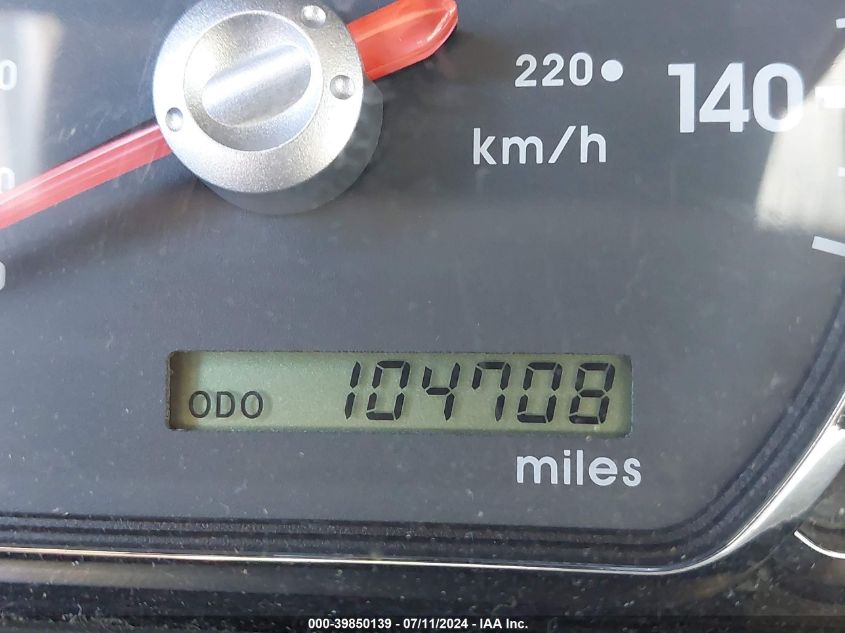 220
140
km/h
ODO 104708
miles
000-39850139 - 07/11/2024 - IAA Inc.